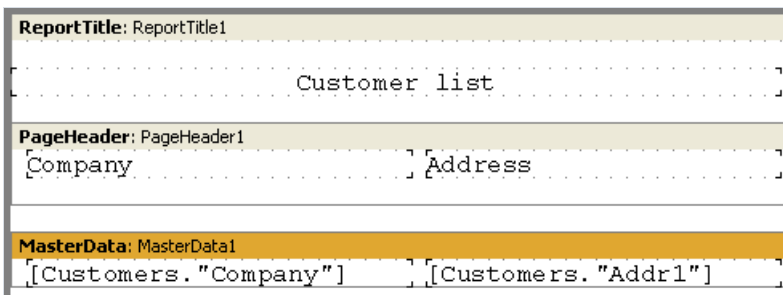 ReportTitle: ReportTitle1
Customer list
PageHeader: PageHeader1
Company Address
MasterData: MasterData1
[Customers."Company"] [Customers."Addr1"]